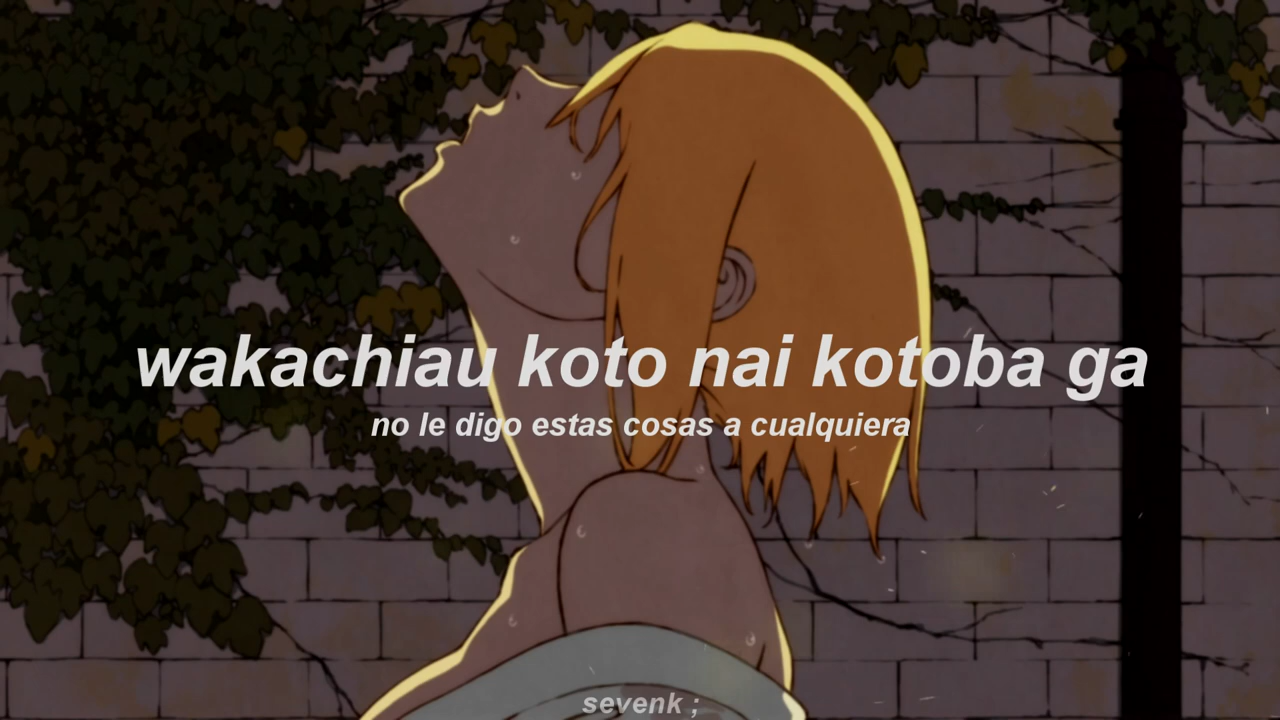 wakachiau koto nai kotoba ga
no le digo estas cosas a cualquiera
sevenk ;